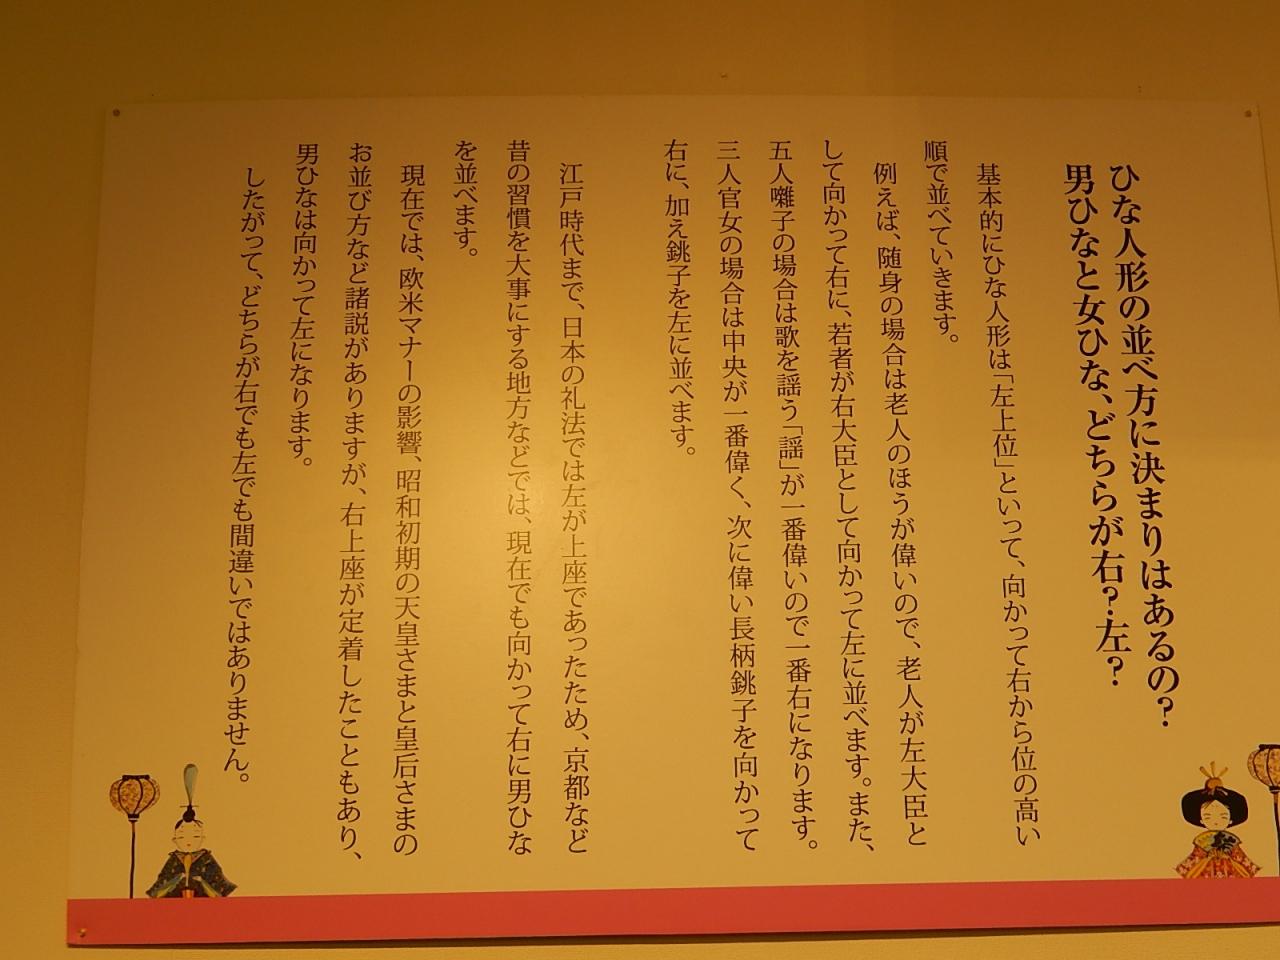 ひな人形の並べ方に決まりはあるの？
男ひなと女ひな、どちらが右？左？
基本的にひな人形は「左上位」といって、向かって右から位の高い
順で並べていきます。
例えば、随身の場合は老人のほうが偉いので、老人が左大臣と
して向かって右に、若者が右大臣として向かって左に並べます。また、
五人囃子の場合は歌を謡う「謡」が一番偉いので一番右になります。
三人官女の場合は中央が一番偉く、次に偉い長柄銚子を向かって
右に、加え銚子を左に並べます。
江戸時代まで、日本の礼法では左が上座であったため、京都など
昔の習慣を大事にする地方などでは、現在でも向かって右に男ひな
を並べます。
現在では、欧米マナーの影響、昭和初期の天皇さまと皇后さまの
お並び方など諸説がありますが、右上座が定着したこともあり、
男ひなは向かって左になります。
したがって、どちらが右でも左でも間違いではありません。